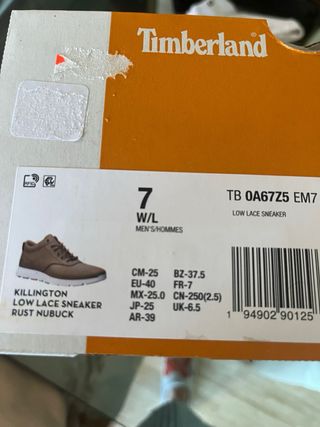 Timberland
7
W/L
MEN'S/HOMMES
TB 0A67Z5 EM7
LOW LACE SNEAKER
KILLINGTON
LOW LACE SNEAKER
RUST NUBUCK
CM-25 BZ-37.5
EU-40 FR-7
MX-25.0 CN-250(2.5)
JP-25 UK-6.5
AR-39
1 94902 90125